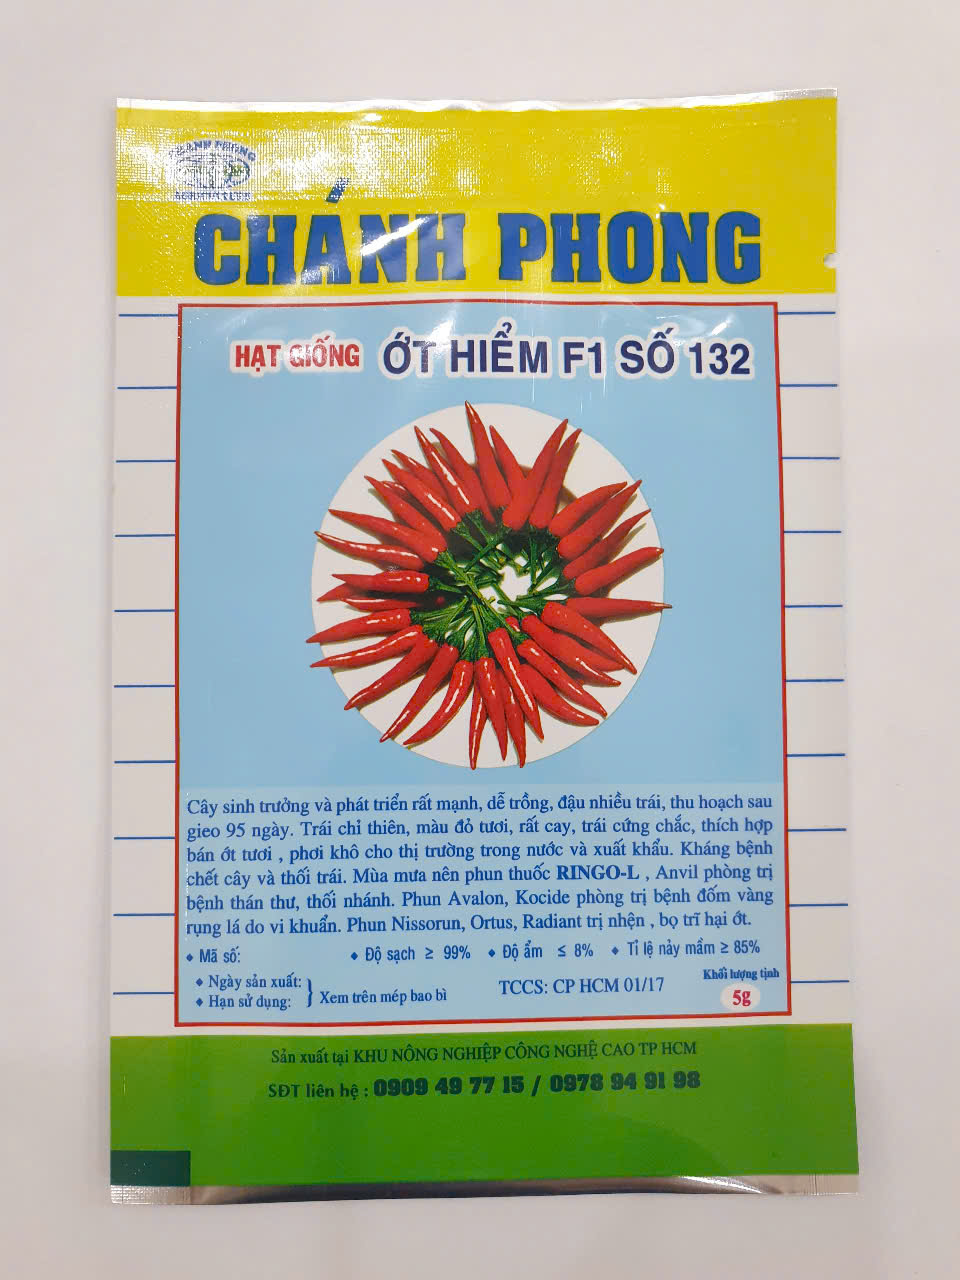 CHÁNH PHONG
CHÁNH PHONG
HẠT GIỐNG ỚT HIỂM F1 SỐ 132
Cây sinh trưởng và phát triển rất mạnh, dễ trồng, đậu nhiều trái, thu hoạch sau
gieo 95 ngày. Trái chỉ thiên, màu đỏ tươi, rất cay, trái cứng chắc, thích hợp
bán ớt tươi , phơi khô cho thị trường trong nước và xuất khẩu. Kháng bệnh
chết cây và thối trái. Mùa mưa nên phun thuốc RINGO-L , Anvil phòng trị
bệnh thán thư, thối nhánh. Phun Avalon, Kocide phòng trị bệnh đốm vàng
rụng lá do vi khuẩn. Phun Nissorun, Ortus, Radiant trị nhện , bọ trĩ hại ớt.
♦ Mã số: ♦ Độ sạch ≥ 99% ♦ Độ ẩm ≤ 8% ♦ Tỉ lệ nảy mầm ≥ 85%
♦ Ngày sản xuất:
♦ Hạn sử dụng:
} Xem trên mép bao bì
TCCS: CP HCM 01/17
Khối lượng tịnh
5g
Sản xuất tại KHU NÔNG NGHIỆP CÔNG NGHỆ CAO TP HCM
SĐT liên hệ : 0909 49 77 15 / 0978 94 91 98